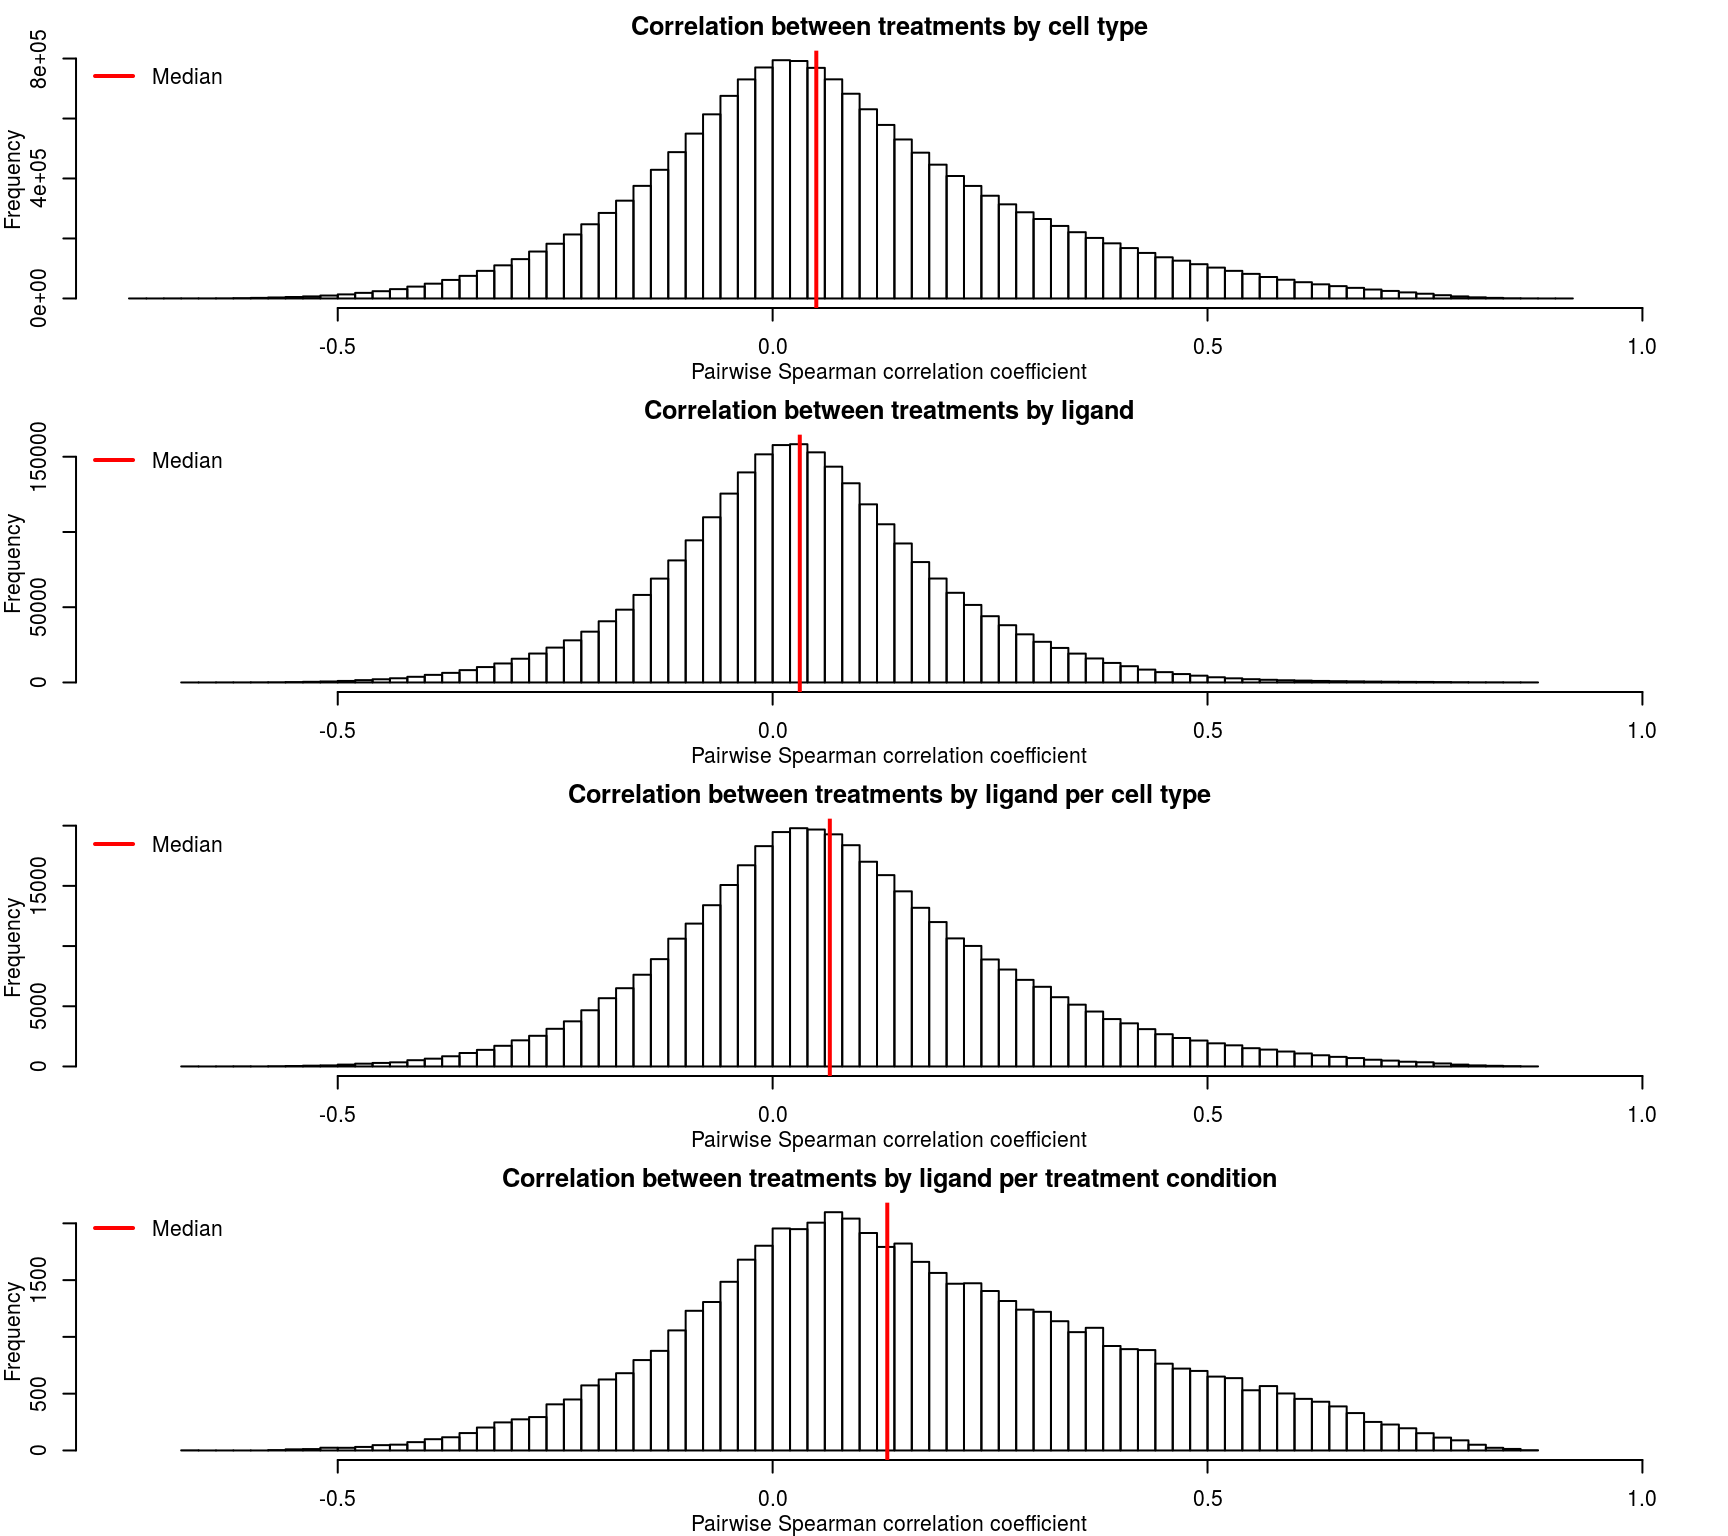 Correlation between treatments by cell type
Median
Frequency
0e+00 4e+05 8e+05
-0.5 0.0 0.5 1.0
Pairwise Spearman correlation coefficient
Correlation between treatments by ligand
Median
Frequency
0 50000 150000
-0.5 0.0 0.5 1.0
Pairwise Spearman correlation coefficient
Correlation between treatments by ligand per cell type
Median
Frequency
0 5000 15000
-0.5 0.0 0.5 1.0
Pairwise Spearman correlation coefficient
Correlation between treatments by ligand per treatment condition
Median
Frequency
0 500 1500
-0.5 0.0 0.5 1.0
Pairwise Spearman correlation coefficient